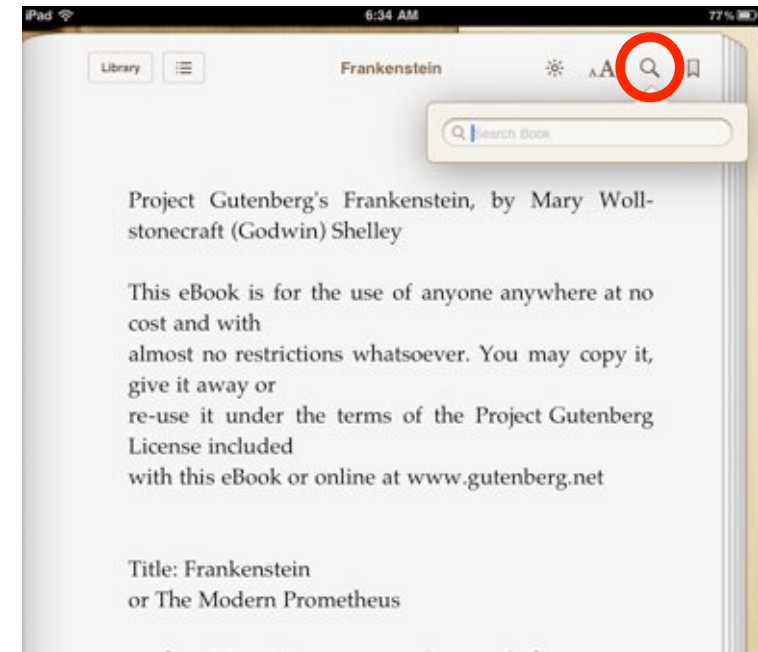 iPad 6:34 AM 77%
Library Frankenstein AA
Search Book
Project Gutenberg's Frankenstein, by Mary Woll-
stonecraft (Godwin) Shelley
This eBook is for the use of anyone anywhere at no
cost and with
almost no restrictions whatsoever. You may copy it,
give it away or
re-use it under the terms of the Project Gutenberg
License included
with this eBook or online at www.gutenberg.net
Title: Frankenstein
or The Modern Prometheus